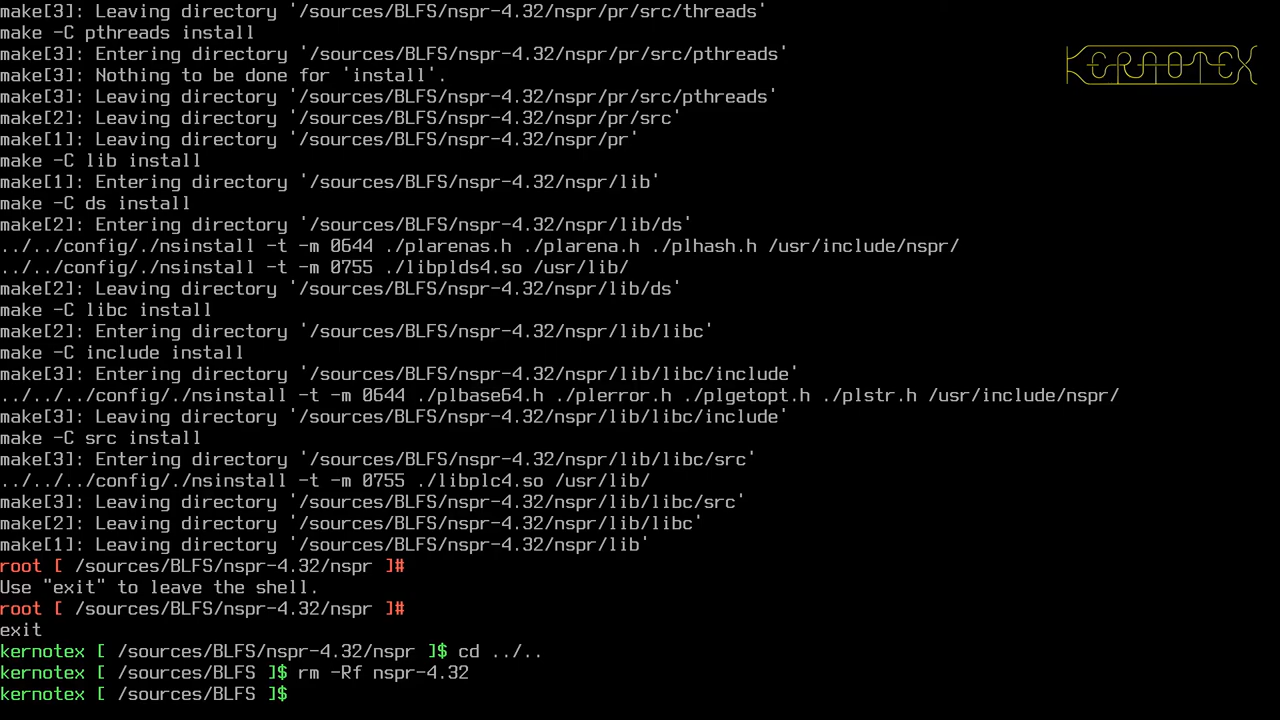 make[3]: Leaving directory '/sources/BLFS/nspr-4.32/nspr/pr/src/threads'
make -C pthreads install
make[3]: Entering directory '/sources/BLFS/nspr-4.32/nspr/pr/src/pthreads'
make[3]: Nothing to be done for 'install'.
make[3]: Leaving directory '/sources/BLFS/nspr-4.32/nspr/pr/src/pthreads'
make[2]: Leaving directory '/sources/BLFS/nspr-4.32/nspr/pr/src'
make[1]: Leaving directory '/sources/BLFS/nspr-4.32/nspr/pr'
make -C lib install
make[1]: Entering directory '/sources/BLFS/nspr-4.32/nspr/lib'
make -C ds install
make[2]: Entering directory '/sources/BLFS/nspr-4.32/nspr/lib/ds'
../../config/./nsinstall -t -m 0644 ./plarenas.h ./plarena.h ./plhash.h /usr/include/nspr/
../../config/./nsinstall -t -m 0755 ./libplds4.so /usr/lib/
make[2]: Leaving directory '/sources/BLFS/nspr-4.32/nspr/lib/ds'
make -C libc install
make[2]: Entering directory '/sources/BLFS/nspr-4.32/nspr/lib/libc'
make -C include install
make[3]: Entering directory '/sources/BLFS/nspr-4.32/nspr/lib/libc/include'
../../../config/./nsinstall -t -m 0644 ./plbase64.h ./plerror.h ./plgetopt.h ./plstr.h /usr/include/nspr/
make[3]: Leaving directory '/sources/BLFS/nspr-4.32/nspr/lib/libc/include'
make -C src install
make[3]: Entering directory '/sources/BLFS/nspr-4.32/nspr/lib/libc/src'
../../../config/./nsinstall -t -m 0755 ./libplc4.so /usr/lib/
make[3]: Leaving directory '/sources/BLFS/nspr-4.32/nspr/lib/libc/src'
make[2]: Leaving directory '/sources/BLFS/nspr-4.32/nspr/lib/libc'
make[1]: Leaving directory '/sources/BLFS/nspr-4.32/nspr/lib'
root [ /sources/BLFS/nspr-4.32/nspr ]#
Use "exit" to leave the shell.
root [ /sources/BLFS/nspr-4.32/nspr ]#
exit
kernotex [ /sources/BLFS/nspr-4.32/nspr ]$ cd ../..
kernotex [ /sources/BLFS ]$ rm -Rf nspr-4.32
kernotex [ /sources/BLFS ]$
KERNOTEX